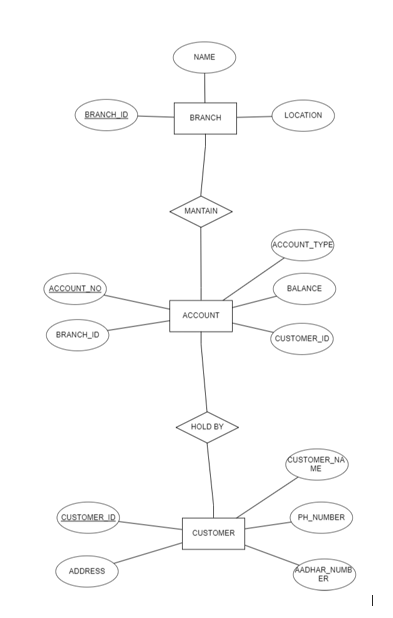 NAME
BRANCH_ID
BRANCH
LOCATION
MANTAIN
ACCOUNT_TYPE
ACCOUNT_NO
BALANCE
ACCOUNT
BRANCH_ID
CUSTOMER_ID
HOLD BY
CUSTOMER_NA
ME
CUSTOMER_ID
PH_NUMBER
CUSTOMER
ADDRESS
AADHAR_NUMB
ER